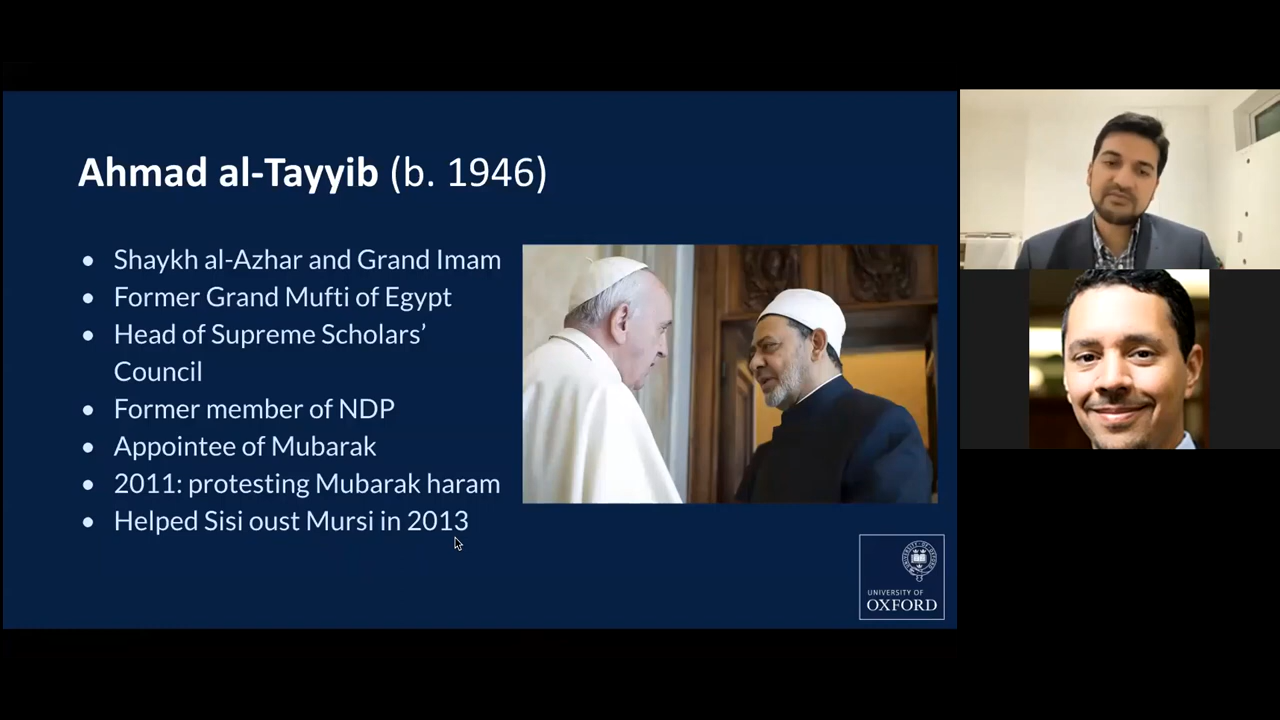 Ahmad al-Tayyib (b. 1946)
• Shaykh al-Azhar and Grand Imam
• Former Grand Mufti of Egypt
• Head of Supreme Scholars’
Council
• Former member of NDP
• Appointee of Mubarak
• 2011: protesting Mubarak haram
• Helped Sisi oust Mursi in 2013
UNIVERSITY OF
OXFORD